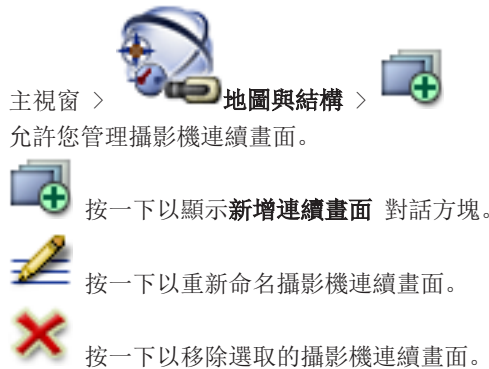 主視窗 > 地圖與結構 >
允許您管理攝影機連續畫面。
按一下以顯示新增連續畫面 對話方塊。
按一下以重新命名攝影機連續畫面。
按一下以移除選取的攝影機連續畫面。